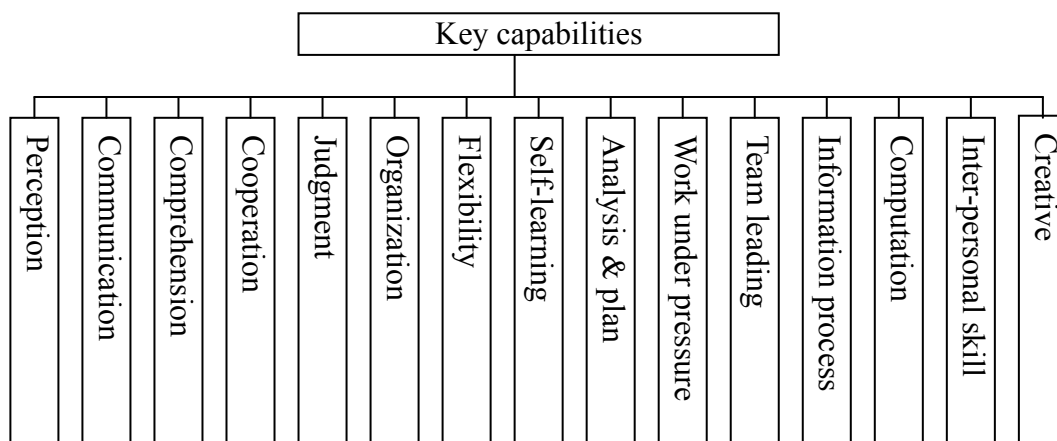 Key capabilities
Perception
Communication
Comprehension
Cooperation
Judgment
Organization
Flexibility
Self-learning
Analysis & plan
Work under pressure
Team leading
Information process
Computation
Inter-personal skill
Creative